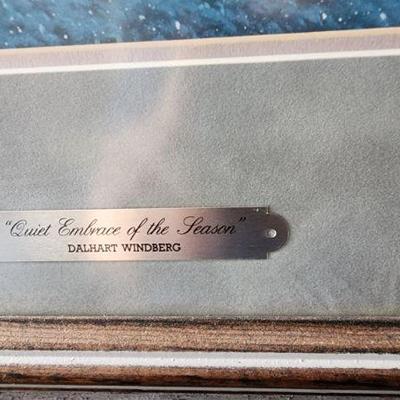 "Quiet Embrace of the Season"
DALHART WINDBERG